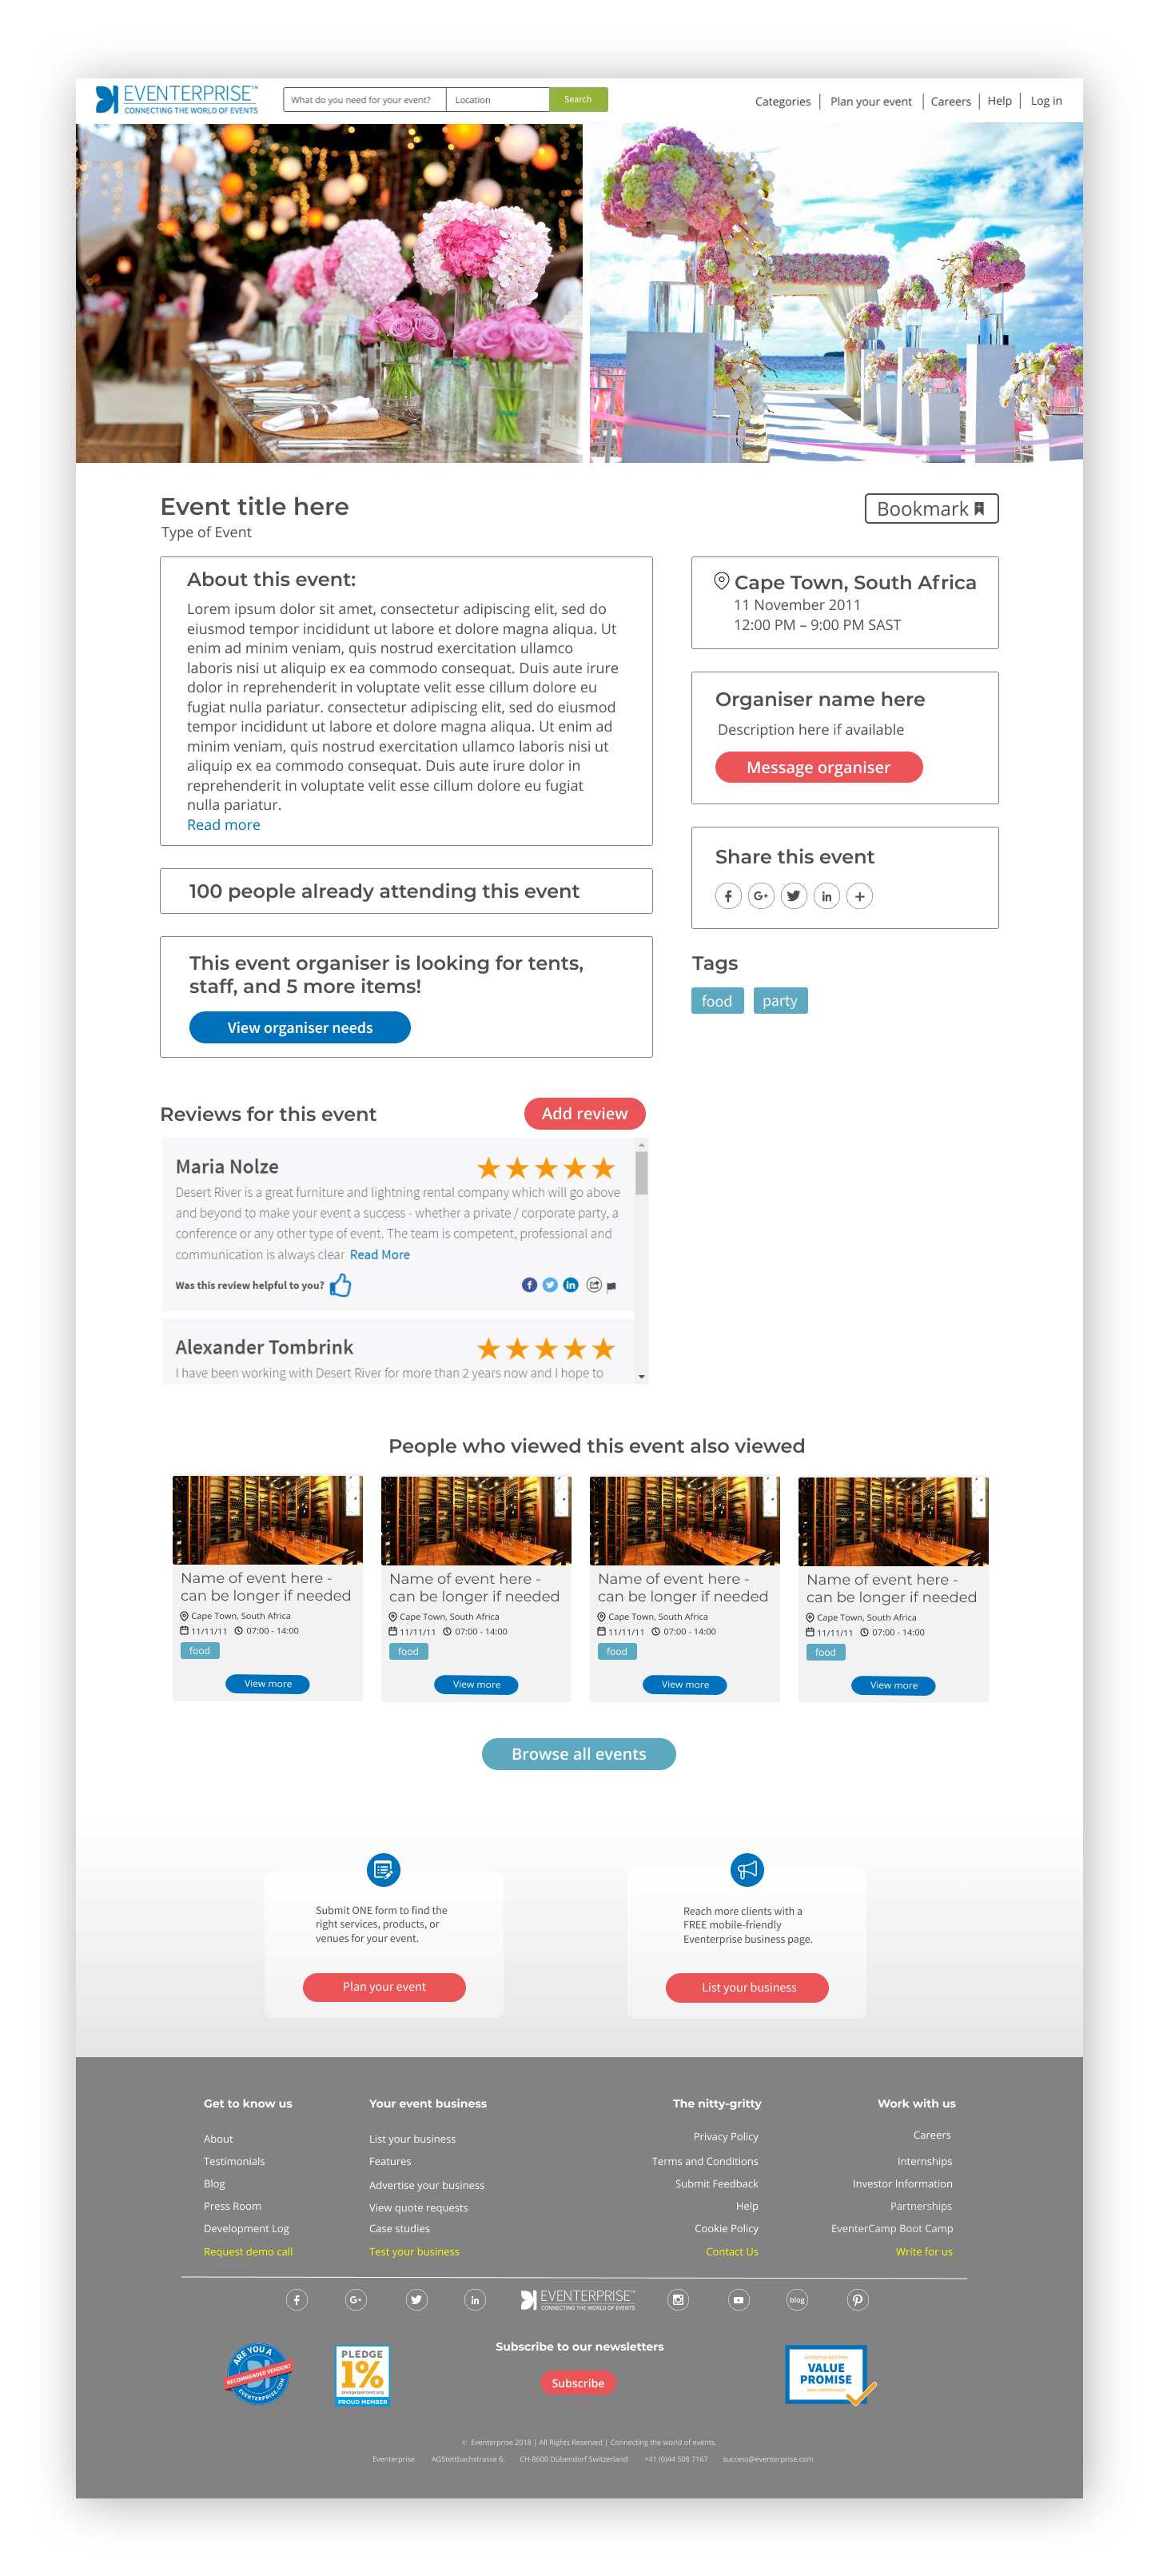 EVENTERPRISE™
CONNECTING THE WORLD OF EVENTS
What do you need for your event?
Location
Search
Categories
Plan your event
Careers
Help
Log in
Event title here
Type of Event
Bookmark
About this event:
Lorem ipsum dolor sit amet, consectetur adipiscing elit, sed do
eiusmod tempor incididunt ut labore et dolore magna aliqua. Ut
enim ad minim veniam, quis nostrud exercitation ullamco
laboris nisi ut aliquip ex ea commodo consequat. Duis aute irure
dolor in reprehenderit in voluptate velit esse cillum dolore eu
fugiat nulla pariatur. consectetur adipiscing elit, sed do eiusmod
tempor incididunt ut labore et dolore magna aliqua. Ut enim ad
minim veniam, quis nostrud exercitation ullamco laboris nisi ut
aliquip ex ea commodo consequat. Duis aute irure dolor in
reprehenderit in voluptate velit esse cillum dolore eu fugiat
nulla pariatur.
Read more
Cape Town, South Africa
11 November 2011
12:00 PM – 9:00 PM SAST
Organiser name here
Description here if available
Message organiser
Share this event
Tags
food
party
100 people already attending this event
This event organiser is looking for tents,
staff, and 5 more items!
View organiser needs
Reviews for this event
Add review
Maria Nolze
Desert River is a great furniture and lightning rental company which will go above
and beyond to make your event a success - whether a private / corporate party, a
conference or any other type of event. The team is competent, professional and
communication is always clear Read More
Was this review helpful to you?
Alexander Tombrink
I have been working with Desert River for more than 2 years now and I hope to
People who viewed this event also viewed
Name of event here -
can be longer if needed
Cape Town, South Africa
11/11/11 07:00 - 14:00
food
View more
Name of event here -
can be longer if needed
Cape Town, South Africa
11/11/11 07:00 - 14:00
food
View more
Name of event here -
can be longer if needed
Cape Town, South Africa
11/11/11 07:00 - 14:00
food
View more
Name of event here -
can be longer if needed
Cape Town, South Africa
11/11/11 07:00 - 14:00
food
View more
Browse all events
Submit ONE form to find the
right services, products, or
venues for your event.
Plan your event
Reach more clients with a
FREE mobile-friendly
Eventerprise business page.
List your business
Get to know us
About
Testimonials
Blog
Press Room
Development Log
Request demo call
Your event business
List your business
Features
Advertise your business
View quote requests
Case studies
Test your business
The nitty-gritty
Privacy Policy
Terms and Conditions
Submit Feedback
Help
Cookie Policy
Contact Us
Work with us
Careers
Internships
Investor Information
Partnerships
EventerCamp Boot Camp
Write for us
EVENTERPRISE™
CONNECTING THE WORLD OF EVENTS
blog
ARE YOU A
RECOMMENDED VENDOR?
EVENTERPRISE.COM
PLEDGE
1%
pledge1percent.org
PROUD MEMBER
Subscribe to our newsletters
Subscribe
VALUE
PROMISE
zero commission
© Eventerprise 2018 | All Rights Reserved | Connecting the world of events.
Eventerprise AGStettbachstrasse 6, CH-8600 Dübendorf Switzerland +41 (0)44 508 7167 success@eventerprise.com